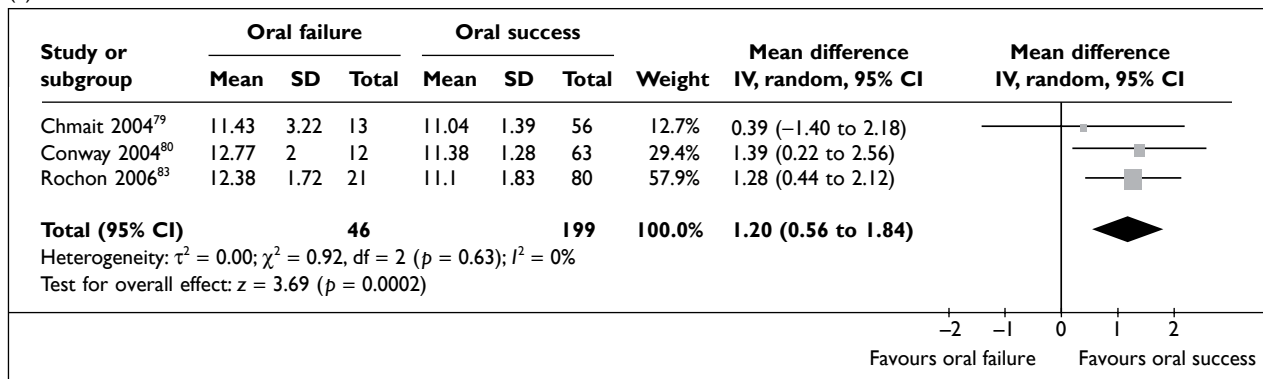 Oral failure Oral success
Study or subgroup Mean SD Total Mean SD Total Weight Mean difference IV, random, 95% CI Mean difference IV, random, 95% CI
Chmait 2004⁷⁹ 11.43 3.22 13 11.04 1.39 56 12.7% 0.39 (–1.40 to 2.18)
Conway 2004⁸⁰ 12.77 2 12 11.38 1.28 63 29.4% 1.39 (0.22 to 2.56)
Rochon 2006⁸³ 12.38 1.72 21 11.1 1.83 80 57.9% 1.28 (0.44 to 2.12)
Total (95% CI) 46 199 100.0% 1.20 (0.56 to 1.84)
Heterogeneity: τ² = 0.00; χ² = 0.92, df = 2 (p = 0.63); I² = 0%
Test for overall effect: z = 3.69 (p = 0.0002)
–2 –1 0 1 2
Favours oral failure Favours oral success